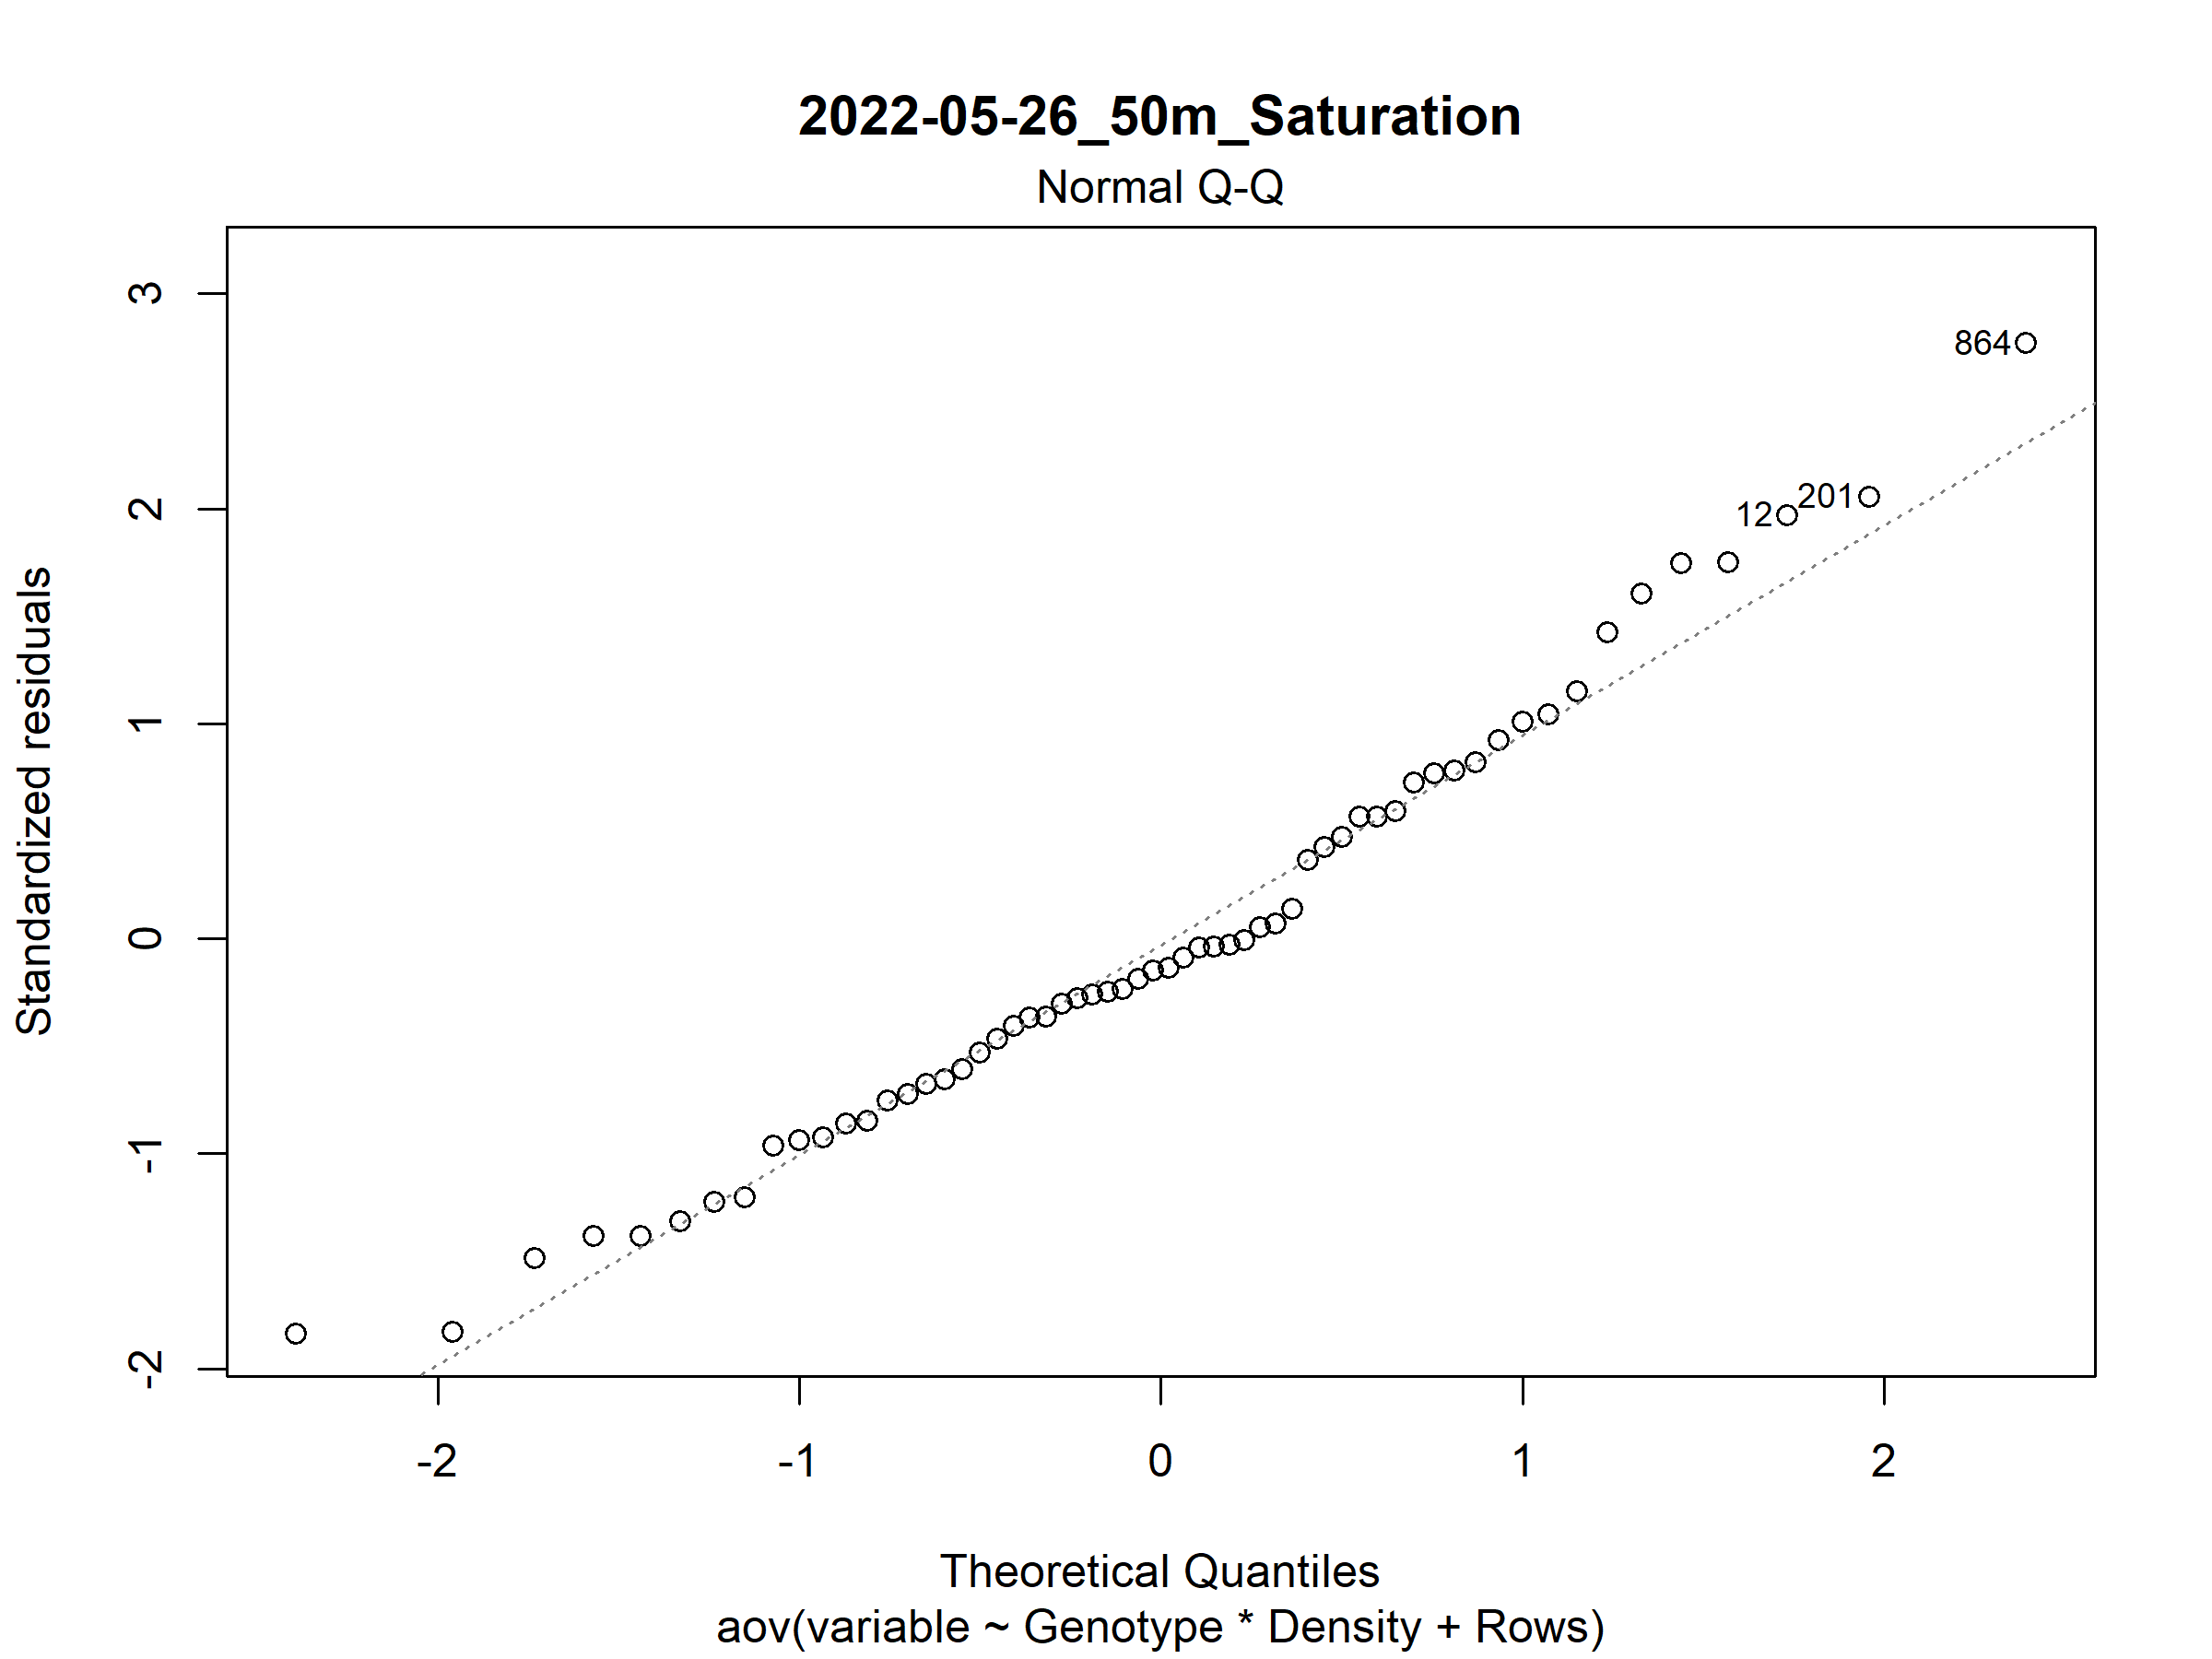 2022-05-26_50m_Saturation
Normal Q-Q
3
2
1
0
-1
-2
Standardized residuals
864
201
12
-2
-1
0
1
2
Theoretical Quantiles
aov(variable ~ Genotype * Density + Rows)